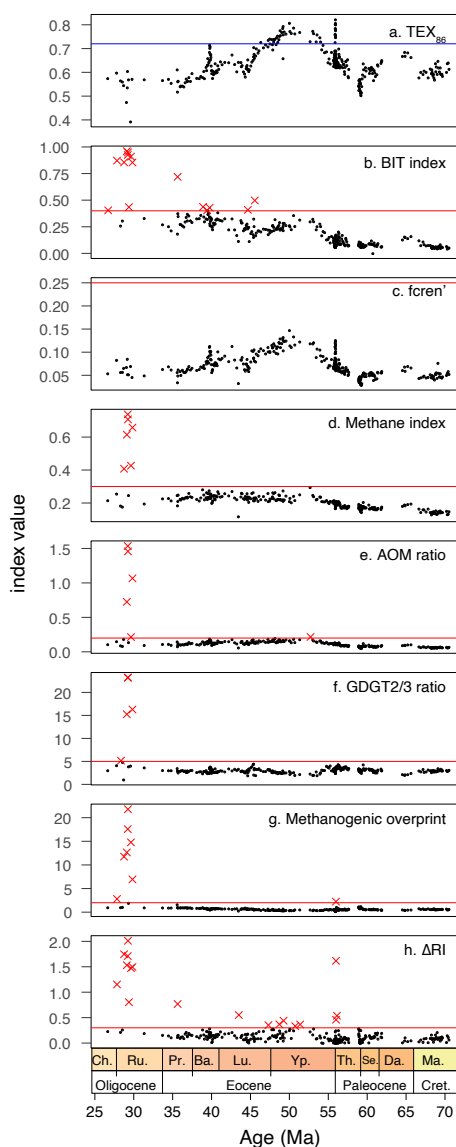 index value
a. TEX₈₆
0.8
0.7
0.6
0.5
0.4
b. BIT index
1.00
0.75
0.50
0.25
0.00
c. fcren’
0.25
0.20
0.15
0.10
0.05
d. Methane index
0.6
0.4
0.2
e. AOM ratio
1.5
1.0
0.5
0.0
f. GDGT2/3 ratio
20
15
10
5
0
g. Methanogenic overprint
20
15
10
5
0
h. ΔRI
2.0
1.5
1.0
0.5
0.0
Ch. Ru. Pr. Ba. Lu. Yp. Th. Se. Da. Ma.
Oligocene Eocene Paleocene Cret.
25 30 35 40 45 50 55 60 65 70
Age (Ma)